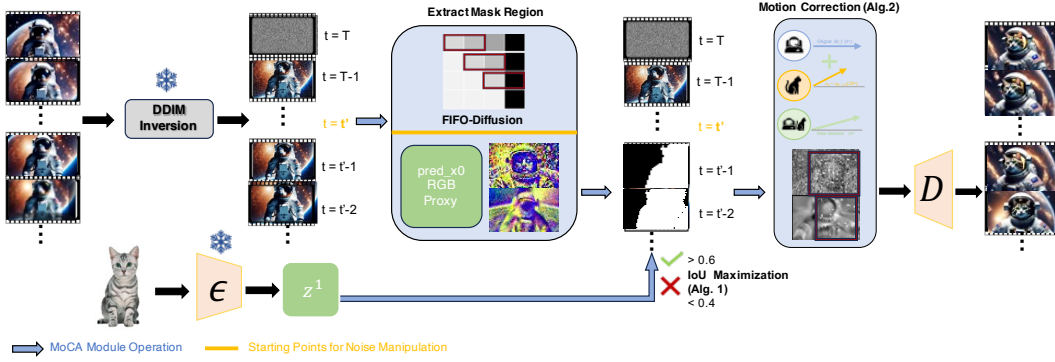 Extract Mask Region
Motion Correction (Alg.2)
t = T
t = T-1
t = t'
t = t'-1
t = t'-2
DDIM
Inversion
FIFO-Diffusion
pred_x0
RGB
Proxy
t = T
t = T-1
t = t'
t = t'-1
t = t'-2
D
> 0.6
IoU Maximization
(Alg. 1)
< 0.4
ϵ
z¹
MoCA Module Operation
Starting Points for Noise Manipulation